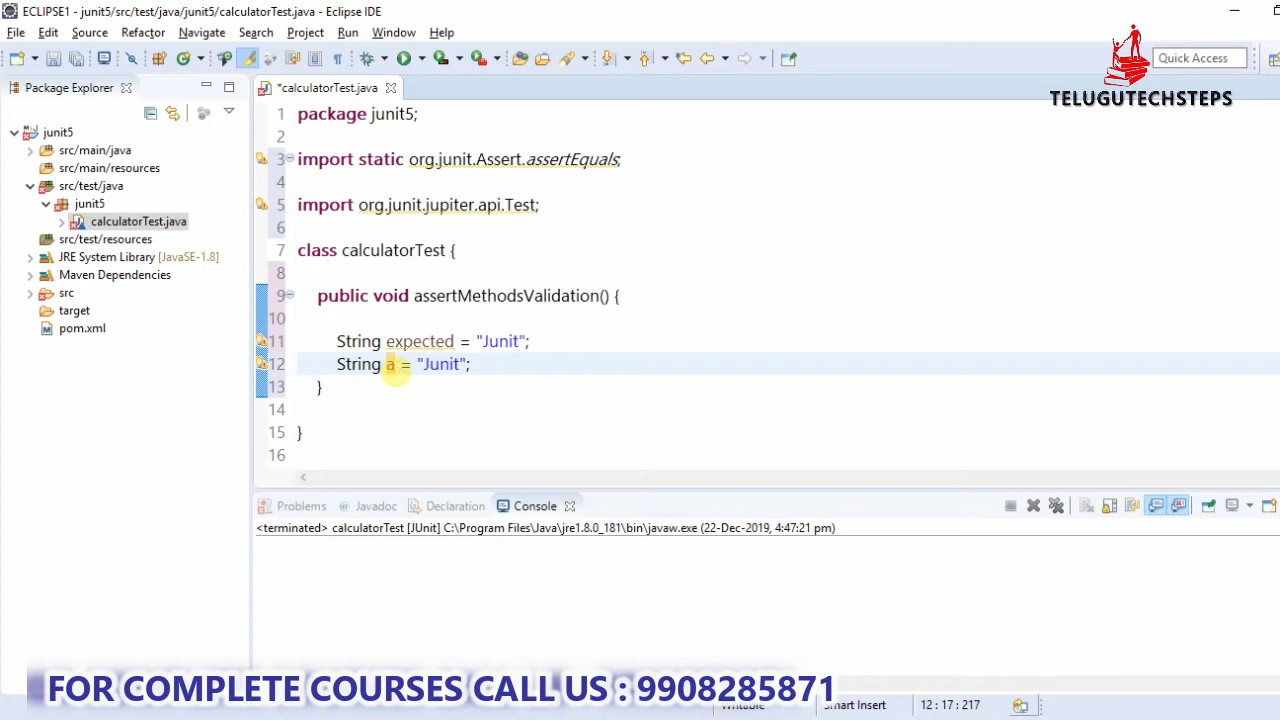 ECLIPSE1 - junit5/src/test/java/junit5/calculatorTest.java - Eclipse IDE
File Edit Source Refactor Navigate Search Project Run Window Help
Quick Access
TELUGUTECHSTEPS
Package Explorer
junit5
src/main/java
src/main/resources
src/test/java
junit5
calculatorTest.java
src/test/resources
JRE System Library [JavaSE-1.8]
Maven Dependencies
src
target
pom.xml
*calculatorTest.java
1 package junit5;
2
3 import static org.junit.Assert.assertEquals;
4
5 import org.junit.jupiter.api.Test;
6
7 class calculatorTest {
8
9 public void assertMethodsValidation() {
10
11 String expected = "Junit";
12 String a = "Junit";
13 }
14
15 }
16
Problems Javadoc Declaration Console
<terminated> calculatorTest [JUnit] C:\Program Files\Java\jre1.8.0_181\bin\javaw.exe (22-Dec-2019, 4:47:21 pm)
FOR COMPLETE COURSES CALL US : 9908285871
Writable Smart Insert 12 : 17 : 217